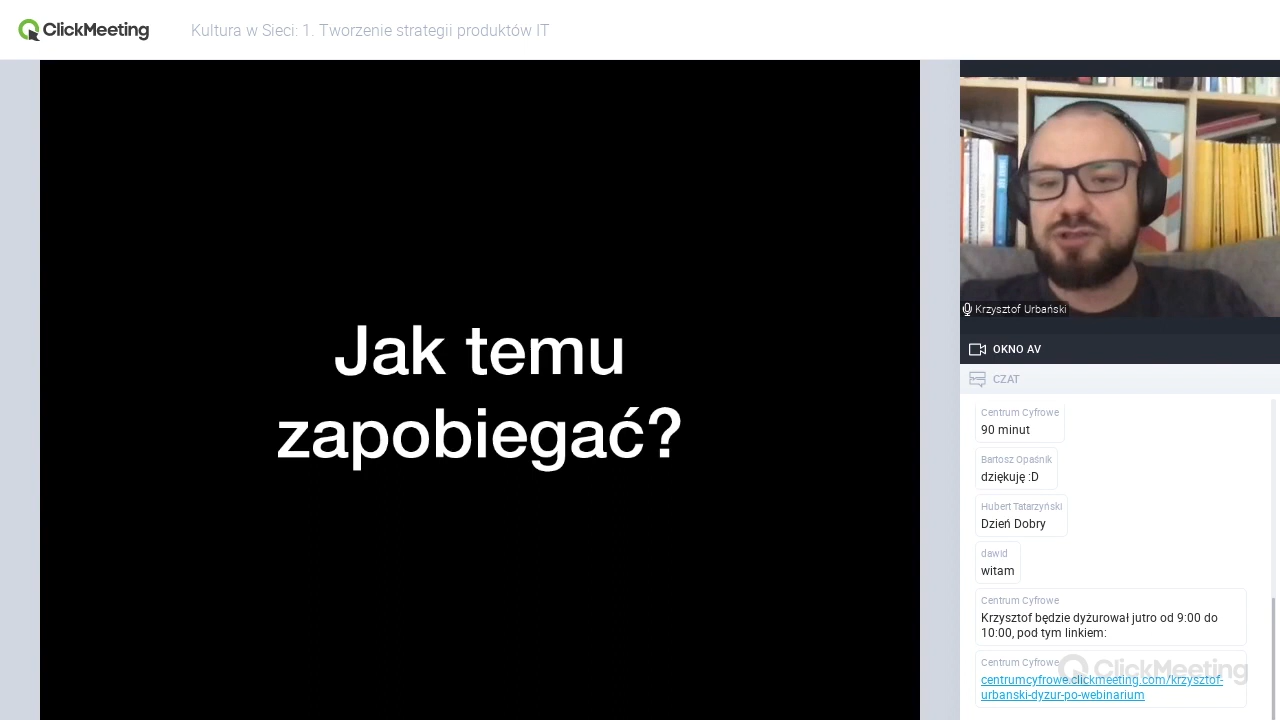 ClickMeeting
Kultura w Sieci: 1. Tworzenie strategii produktów IT
Jak temu
zapobiegać?
Krzysztof Urbański
OKNO AV
CZAT
Centrum Cyfrowe
90 minut
Bartosz Opaśnik
dziękuję :D
Hubert Tatarzyński
Dzień Dobry
dawid
witam
Centrum Cyfrowe
Krzysztof będzie dyżurował jutro od 9:00 do
10:00, pod tym linkiem:
Centrum Cyfrowe
centrumcyfrowe.clickmeeting.com/krzysztof-
urbanski-dyzur-po-webinarium
ClickMeeting